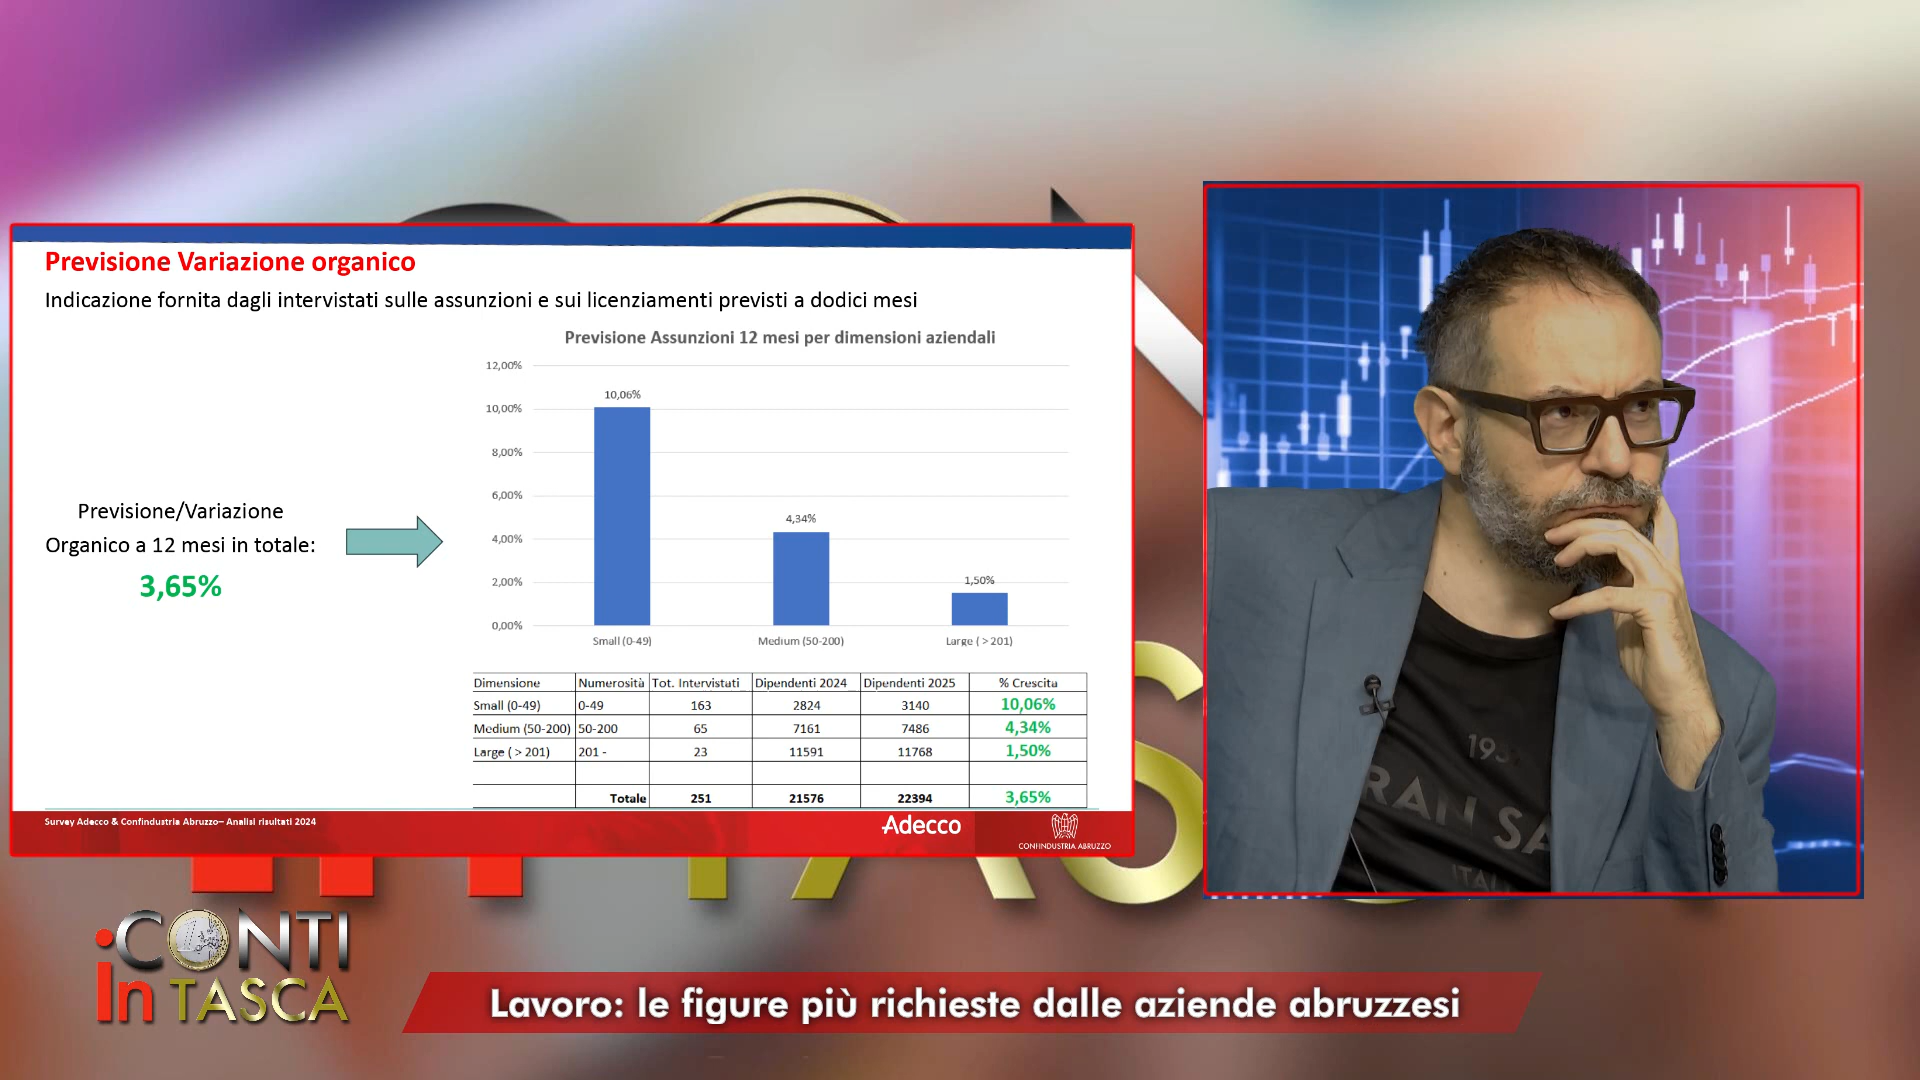 Previsione Variazione organico
Indicazione fornita dagli intervistati sulle assunzioni e sui licenziamenti previsti a dodici mesi
Previsione Assunzioni 12 mesi per dimensioni aziendali
12,00%
10,00%
8,00%
6,00%
4,00%
2,00%
0,00%
10,06%
4,34%
1,50%
Small (0-49)
Medium (50-200)
Large ( > 201)
Previsione/Variazione
Organico a 12 mesi in totale:
3,65%
Dimensione Numerosità Tot. Intervistati Dipendenti 2024 Dipendenti 2025 % Crescita
Small (0-49) 0-49 163 2824 3140 10,06%
Medium (50-200) 50-200 65 7161 7486 4,34%
Large ( > 201) 201 - 23 11591 11768 1,50%
Totale 251 21576 22394 3,65%
Survey Adecco & Confindustria Abruzzo– Analisi risultati 2024
Adecco
CONFINDUSTRIA ABRUZZO
ITAL
iCONTI
In TASCA
Lavoro: le figure più richieste dalle aziende abruzzesi